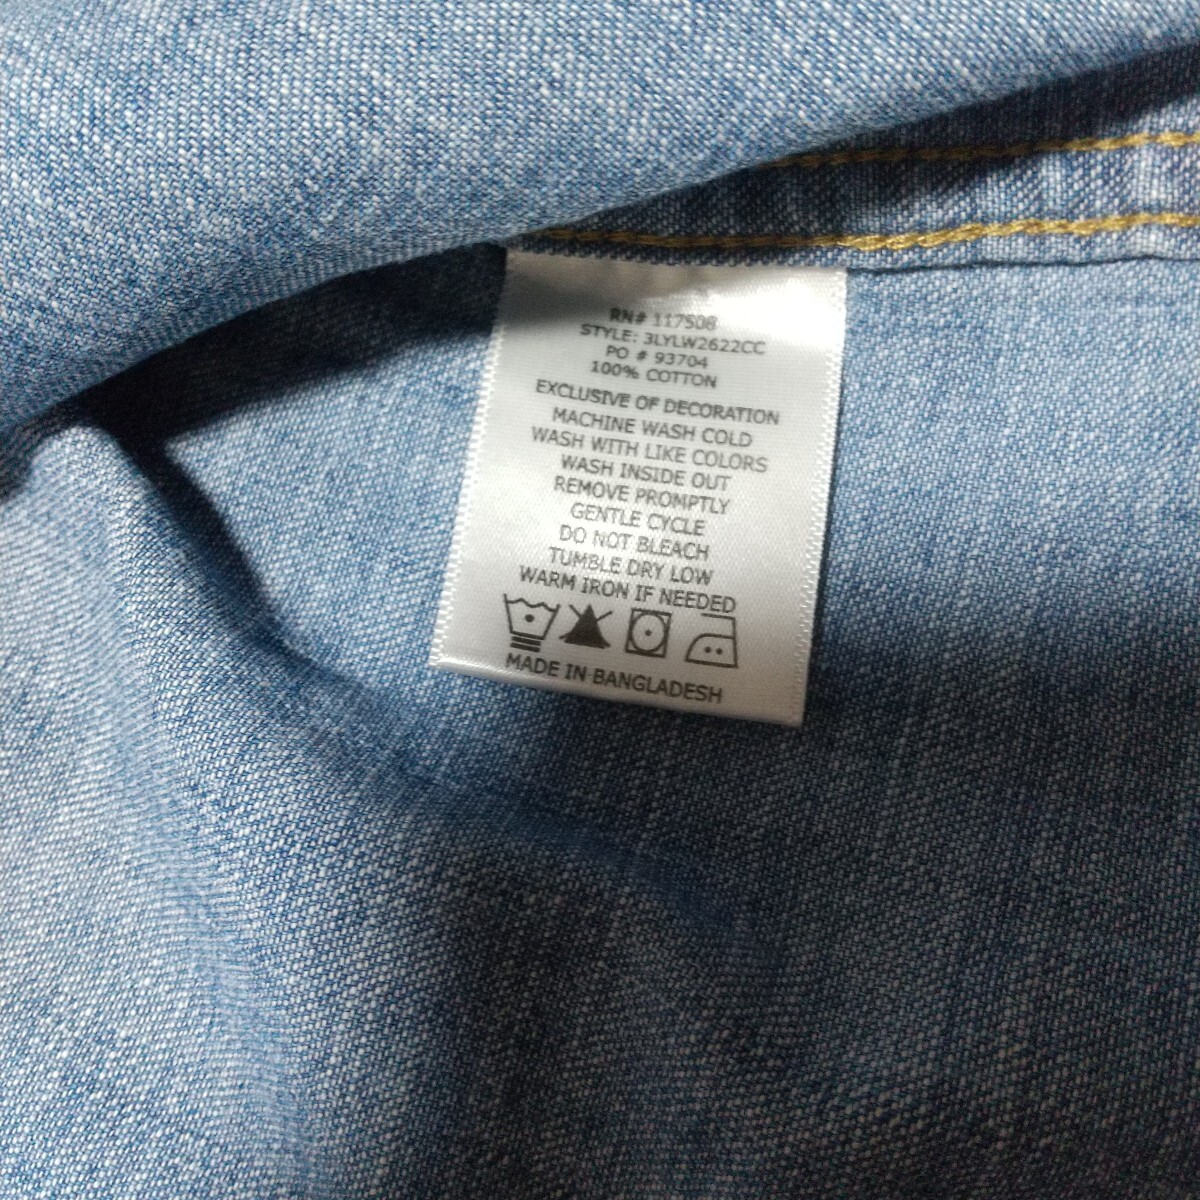 RN# 117508
STYLE: 3LYLW2622CC
PO # 93704
100% COTTON
EXCLUSIVE OF DECORATION
MACHINE WASH COLD
WASH WITH LIKE COLORS
WASH INSIDE OUT
REMOVE PROMPTLY
GENTLE CYCLE
DO NOT BLEACH
TUMBLE DRY LOW
WARM IRON IF NEEDED
MADE IN BANGLADESH